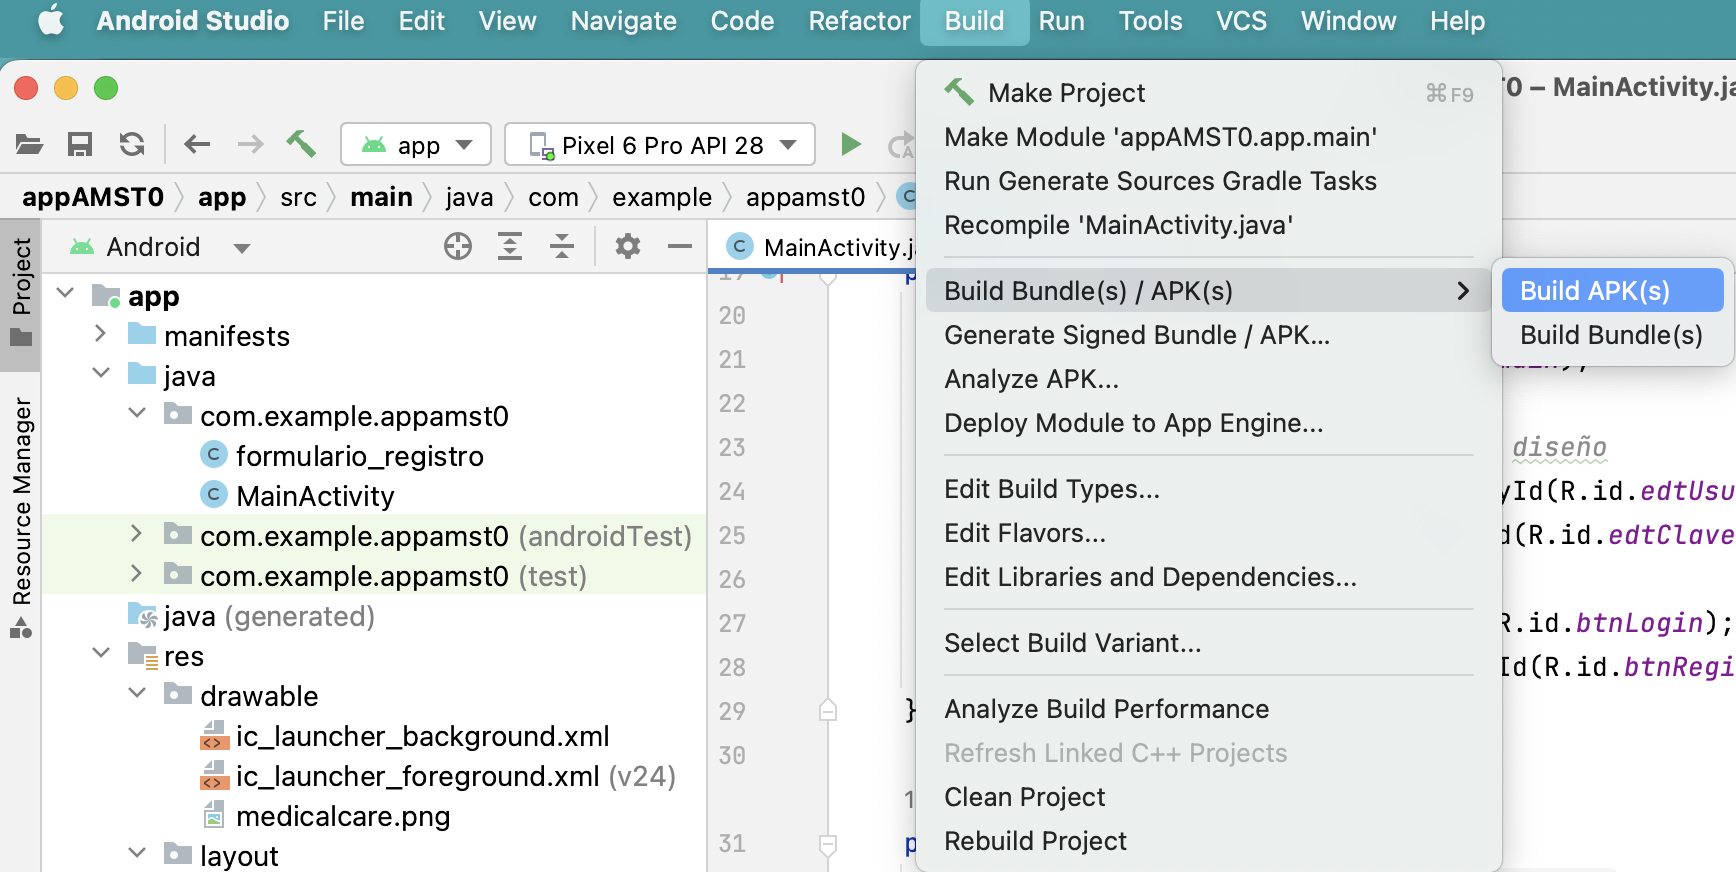 Android Studio File Edit View Navigate Code Refactor Build Run Tools VCS Window Help
MainActivity.ja
app Pixel 6 Pro API 28
appAMST0 app src main java com example appamst0 C
Project
Resource Manager
Android
app
manifests
java
com.example.appamst0
C formulario_registro
C MainActivity
com.example.appamst0 (androidTest)
com.example.appamst0 (test)
java (generated)
res
drawable
ic_launcher_background.xml
ic_launcher_foreground.xml (v24)
medicalcare.png
layout
C MainActivity.ja
20
21
22
23
24
25
26
27
28
29 }
30
31
Make Project ⌘F9
Make Module 'appAMST0.app.main'
Run Generate Sources Gradle Tasks
Recompile 'MainActivity.java'
Build Bundle(s) / APK(s)
Generate Signed Bundle / APK...
Analyze APK...
Deploy Module to App Engine...
Edit Build Types...
Edit Flavors...
Edit Libraries and Dependencies...
Select Build Variant...
Analyze Build Performance
Refresh Linked C++ Projects
Clean Project
Rebuild Project
Build APK(s)
Build Bundle(s)
diseño
yId(R.id.edtUsu
d(R.id.edtClave
R.id.btnLogin);
Id(R.id.btnRegi